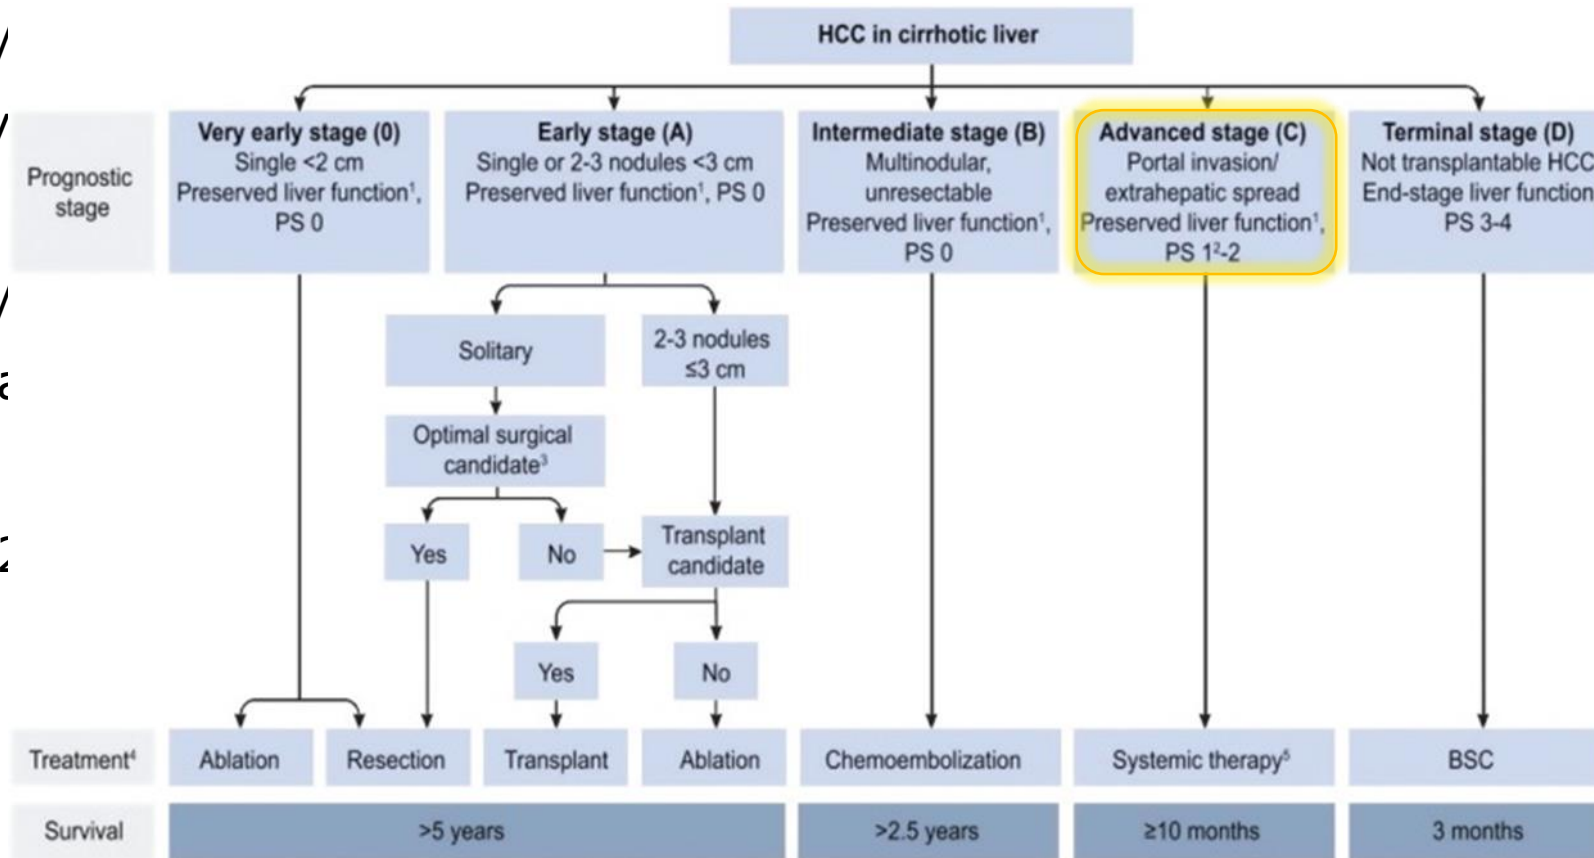 HCC in cirrhotic liver
Prognostic
stage
Very early stage (0)
Single <2 cm
Preserved liver function¹,
PS 0
Early stage (A)
Single or 2-3 nodules <3 cm
Preserved liver function¹, PS 0
Intermediate stage (B)
Multinodular,
unresectable
Preserved liver function¹,
PS 0
Advanced stage (C)
Portal invasion/
extrahepatic spread
Preserved liver function¹,
PS 1²-2
Terminal stage (D)
Not transplantable HCC
End-stage liver function
PS 3-4
Solitary
2-3 nodules
≤3 cm
Optimal surgical
candidate³
Yes
No
Transplant
candidate
Yes
No
Treatment⁴
Ablation
Resection
Transplant
Ablation
Chemoembolization
Systemic therapy⁵
BSC
Survival
>5 years
>2.5 years
≥10 months
3 months